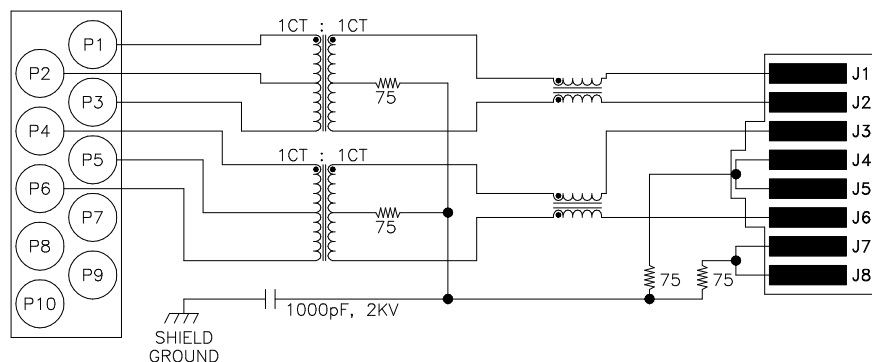 1CT : 1CT
P1
P2
P3
P4
P5
P6
P7
P8
P9
P10
75
1CT : 1CT
75
75
75
1000pF, 2KV
SHIELD
GROUND
J1
J2
J3
J4
J5
J6
J7
J8